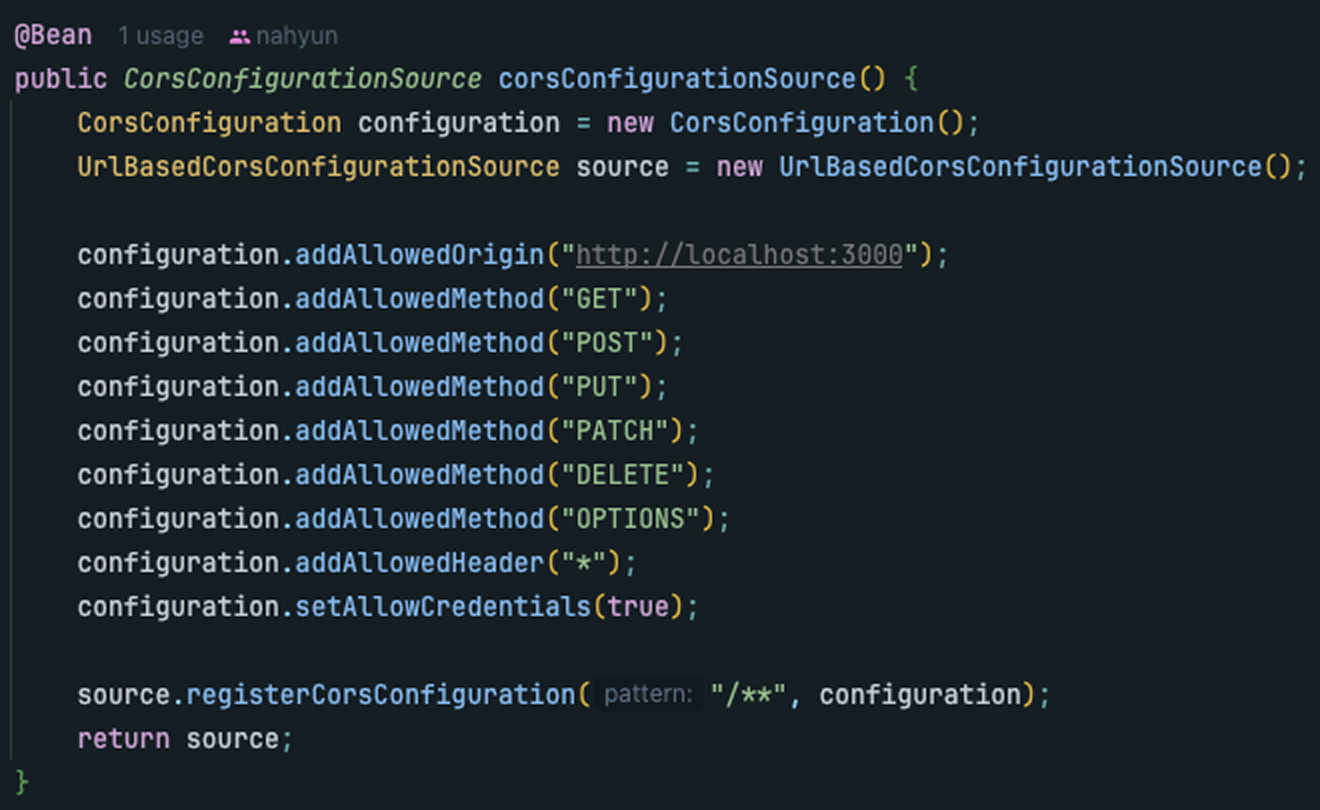 @Bean 1 usage nahyun
public CorsConfigurationSource corsConfigurationSource() {
    CorsConfiguration configuration = new CorsConfiguration();
    UrlBasedCorsConfigurationSource source = new UrlBasedCorsConfigurationSource();

    configuration.addAllowedOrigin("http://localhost:3000");
    configuration.addAllowedMethod("GET");
    configuration.addAllowedMethod("POST");
    configuration.addAllowedMethod("PUT");
    configuration.addAllowedMethod("PATCH");
    configuration.addAllowedMethod("DELETE");
    configuration.addAllowedMethod("OPTIONS");
    configuration.addAllowedHeader("*");
    configuration.setAllowCredentials(true);

    source.registerCorsConfiguration( pattern: "/**", configuration);
    return source;
}